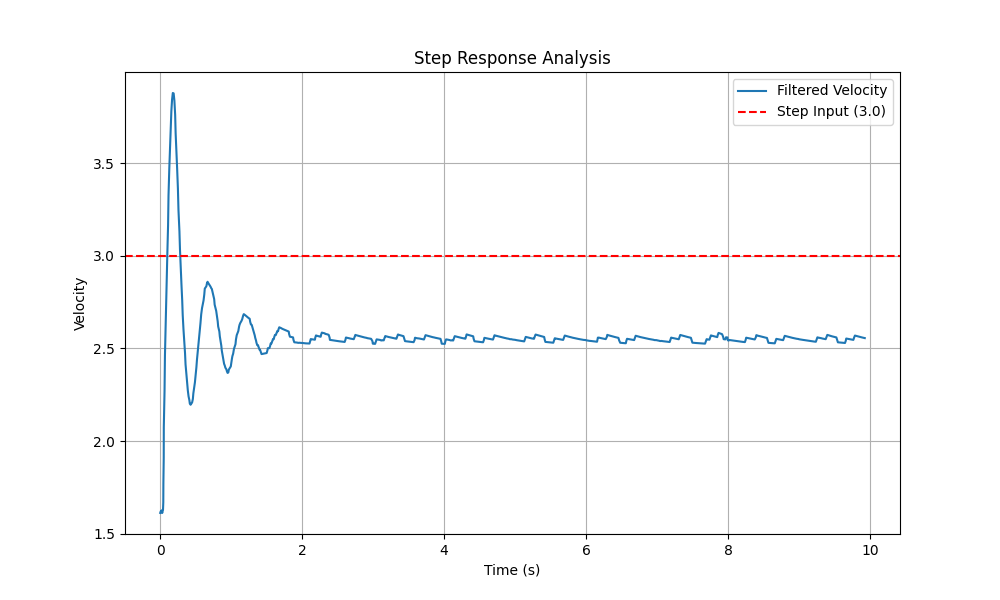 Step Response Analysis
Filtered Velocity
Step Input (3.0)
Velocity
3.5
3.0
2.5
2.0
1.5
0 2 4 6 8 10
Time (s)